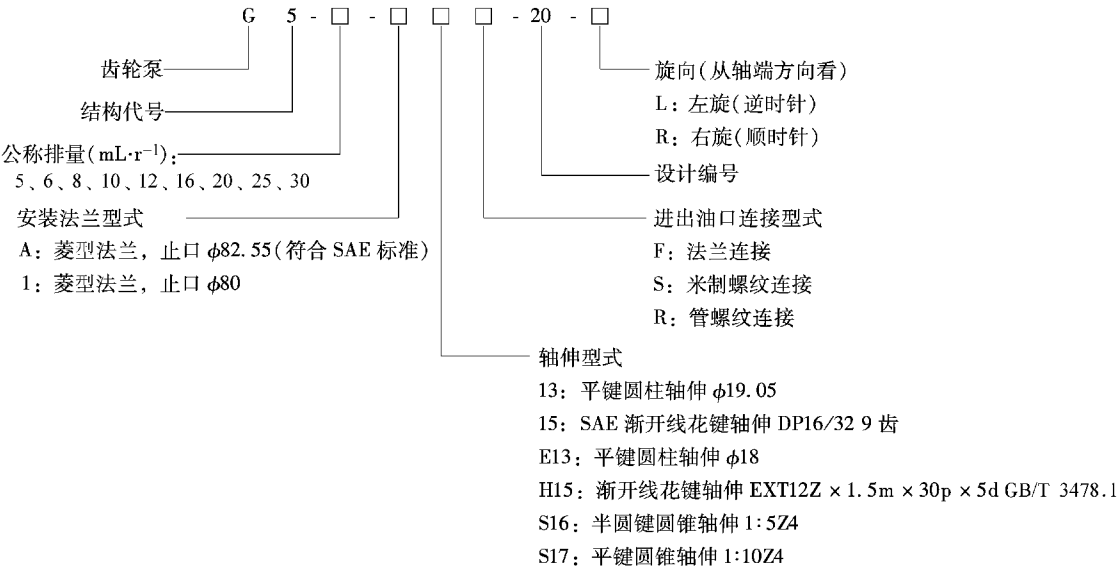 G 5 - □ - □ □ □ - 20 - □
齿轮泵
结构代号
公称排量(mL·r⁻¹):
5、6、8、10、12、16、20、25、30
安装法兰型式
A: 菱型法兰, 止口 ϕ82.55(符合 SAE 标准)
1: 菱型法兰, 止口 ϕ80
旋向(从轴端方向看)
L: 左旋(逆时针)
R: 右旋(顺时针)
设计编号
进出油口连接型式
F: 法兰连接
S: 米制螺纹连接
R: 管螺纹连接
轴伸型式
13: 平键圆柱轴伸 ϕ19.05
15: SAE 渐开线花键轴伸 DP16/32 9 齿
E13: 平键圆柱轴伸 ϕ18
H15: 渐开线花键轴伸 EXT12Z × 1.5m × 30p × 5d GB/T 3478.1
S16: 半圆键圆锥轴伸 1:5Z4
S17: 平键圆锥轴伸 1:10Z4